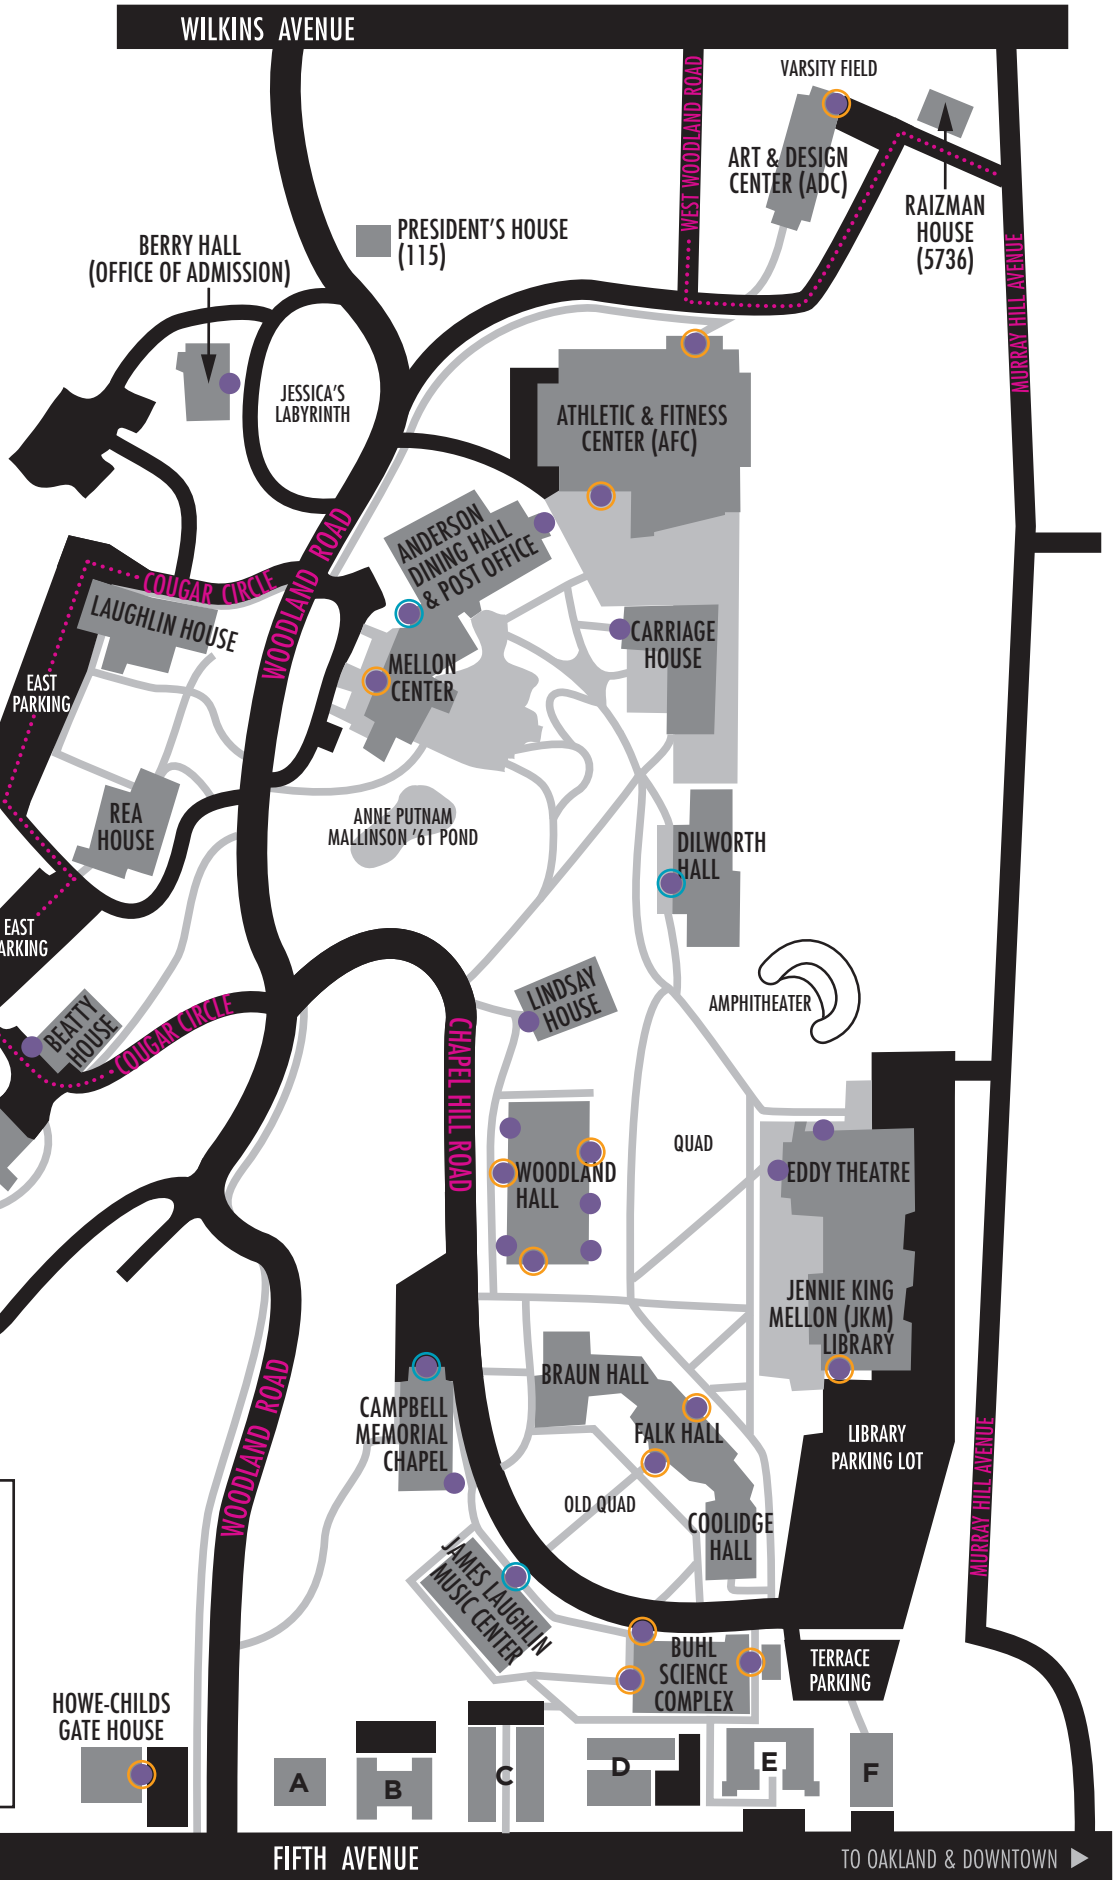 WILKINS AVENUE
VARSITY FIELD
WEST WOODLAND ROAD
ART & DESIGN
CENTER (ADC)
RAIZMAN
HOUSE
(5736)
PRESIDENT'S HOUSE
(115)
BERRY HALL
(OFFICE OF ADMISSION)
MURRAY HILL AVENUE
JESSICA'S
LABYRINTH
ATHLETIC & FITNESS
CENTER (AFC)
WOODLAND ROAD
ANDERSON
DINING HALL
& POST OFFICE
COUGAR CIRCLE
LAUGHLIN HOUSE
CARRIAGE
HOUSE
MELLON
CENTER
EAST
PARKING
REA
HOUSE
ANNE PUTNAM
MALLINSON '61 POND
DILWORTH
HALL
EAST
ARKING
LINDSAY
HOUSE
AMPHITHEATER
BEATTY
HOUSE
COUGAR CIRCLE
CHAPEL HILL ROAD
QUAD
WOODLAND
HALL
EDDY THEATRE
JENNIE KING
MELLON (JKM)
LIBRARY
BRAUN HALL
CAMPBELL
MEMORIAL
CHAPEL
FALK HALL
LIBRARY
PARKING LOT
WOODLAND ROAD
OLD QUAD
COOLIDGE
HALL
MURRAY HILL AVENUE
JAMES LAUGHLIN
MUSIC CENTER
BUHL
SCIENCE
COMPLEX
TERRACE
PARKING
HOWE-CHILDS
GATE HOUSE
A
B
C
D
E
F
FIFTH AVENUE
TO OAKLAND & DOWNTOWN